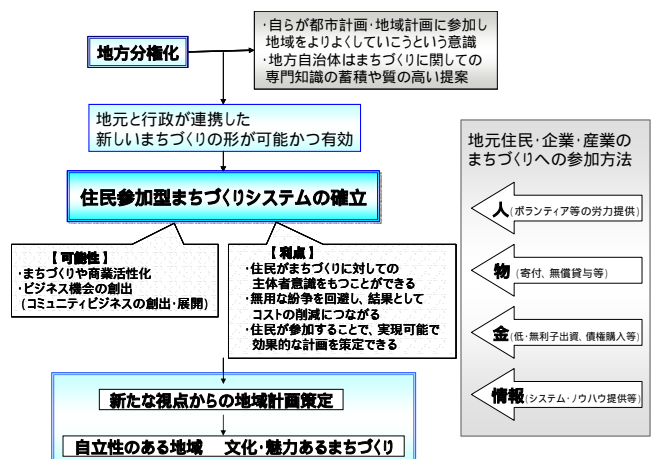 地方分権化
・自らが都市計画・地域計画に参加し
地域をよりよくしていこうという意識
・地方自治体はまちづくりに関しての
専門知識の蓄積や質の高い提案
地元と行政が連携した
新しいまちづくりの形が可能かつ有効
住民参加型まちづくりシステムの確立
【可能性】
・まちづくりや商業活性化
・ビジネス機会の創出
(コミュニティビジネスの創出・展開)
【利点】
・住民がまちづくりに対しての
主体者意識をもつことができる
・無用な紛争を回避し、結果として
コストの削減につながる
・住民が参加することで、実現可能で
効果的な計画を策定できる
新たな視点からの地域計画策定
自立性のある地域 文化・魅力あるまちづくり
地元住民・企業・産業の
まちづくりへの参加方法
人(ボランティア等の労力提供)
物 (寄付、無償貸与等)
金(低・無利子出資、債権購入等)
情報(システム・ノウハウ提供等)